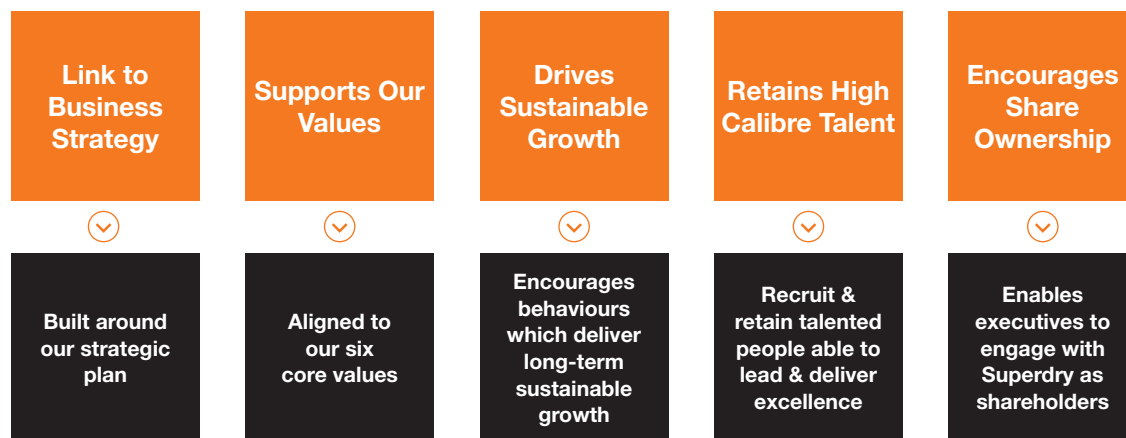 Link to
Business
Strategy
Supports Our
Values
Drives
Sustainable
Growth
Retains High
Calibre Talent
Encourages
Share
Ownership
Built around
our strategic
plan
Aligned to
our six
core values
Encourages
behaviours
which deliver
long-term
sustainable
growth
Recruit &
retain talented
people able to
lead & deliver
excellence
Enables
executives to
engage with
Superdry as
shareholders